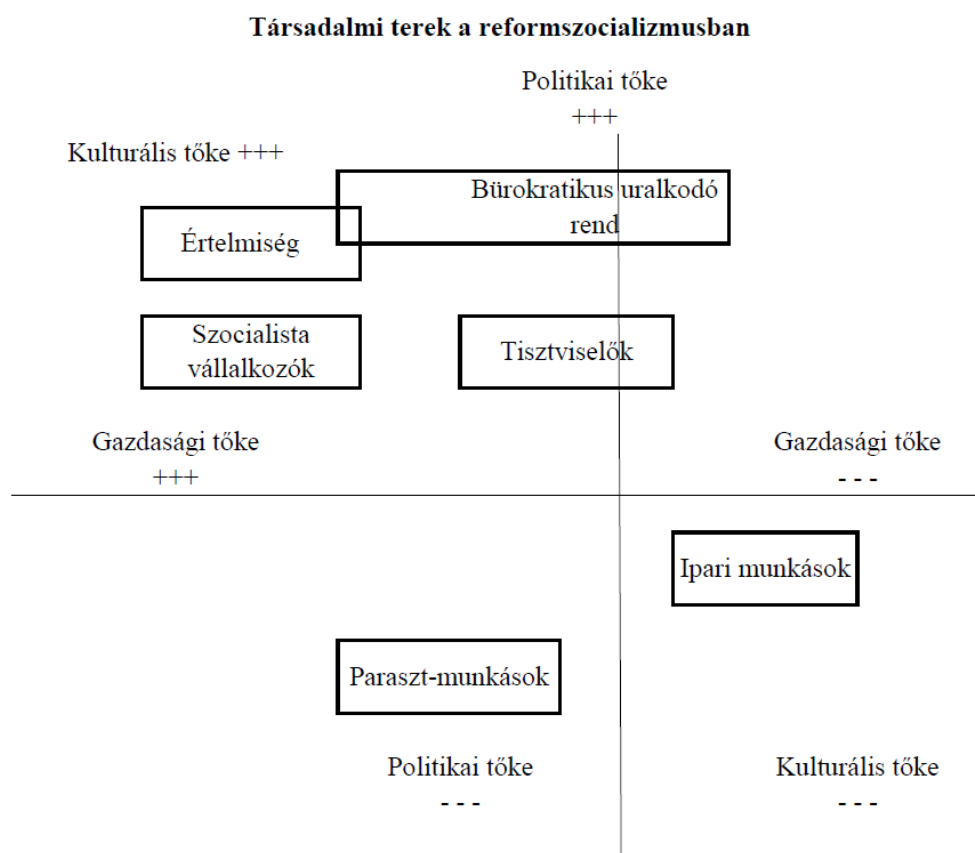 Társadalmi terek a reformszocializmusban
Politikai tőke
+++
Kulturális tőke +++
Bürokratikus uralkodó
rend
Értelmiség
Szocialista
vállalkozók
Tisztviselők
Gazdasági tőke
+++
Gazdasági tőke
- - -
Ipari munkások
Paraszt-munkások
Politikai tőke
- - -
Kulturális tőke
- - -